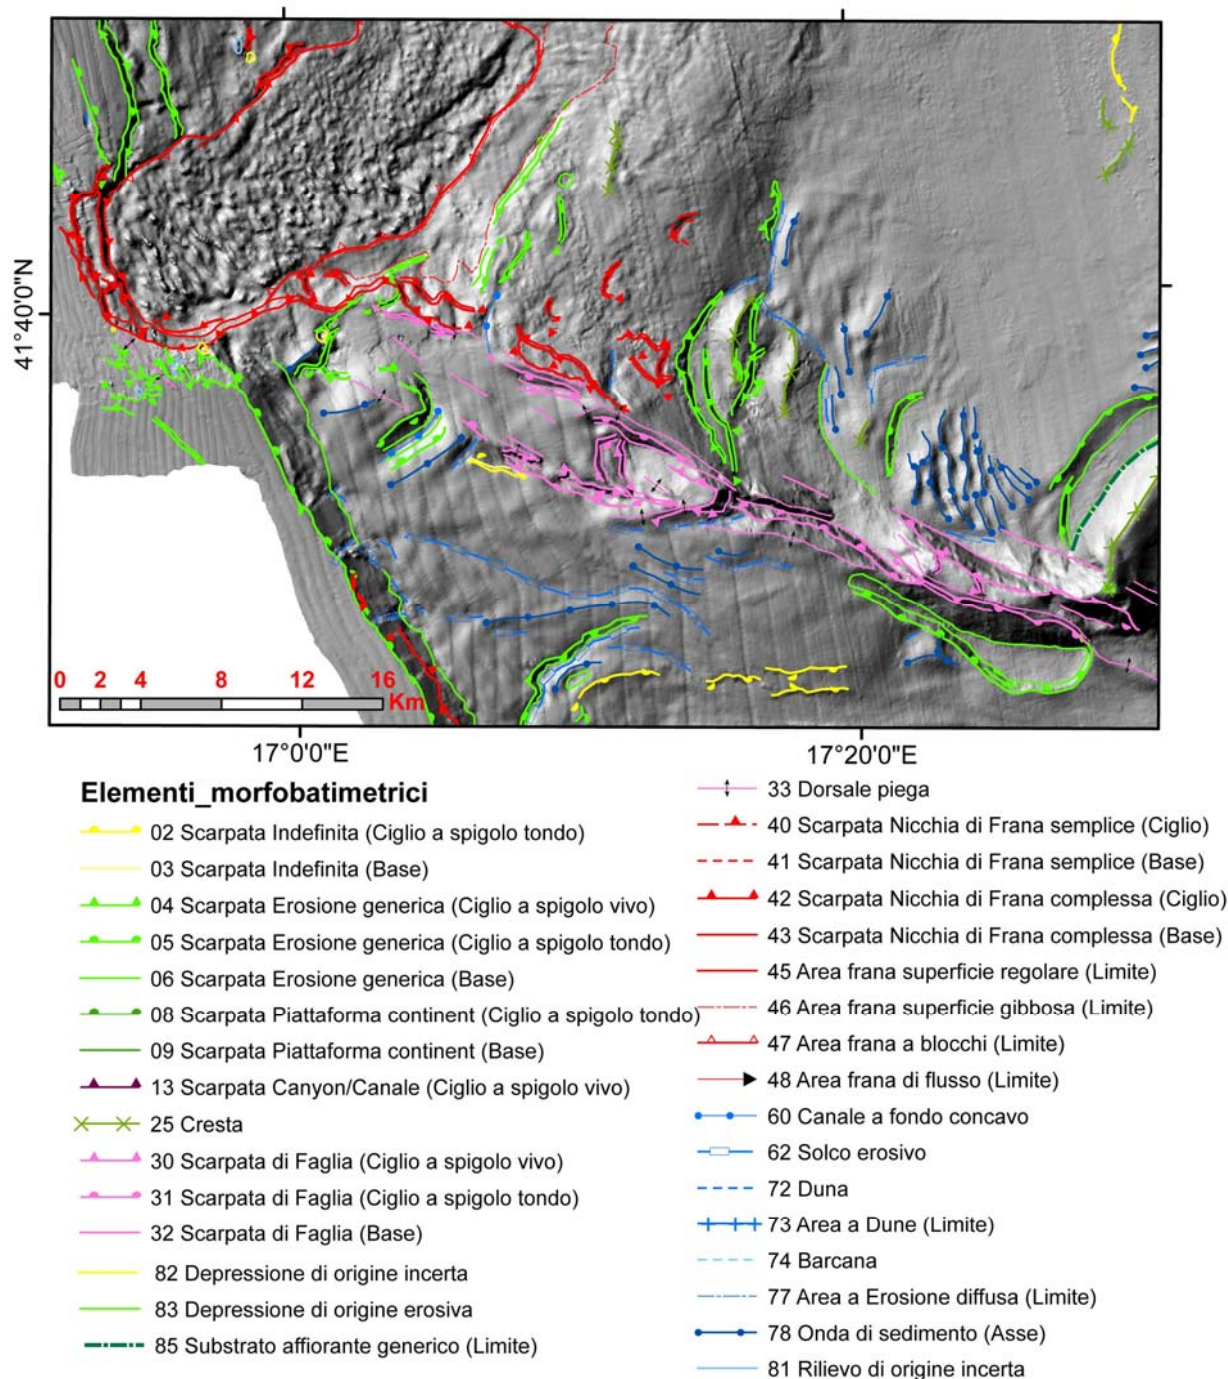 41°40'0"N
0 2 4 8 12 16
Km
17°0'0"E
17°20'0"E
Elementi_morfobatimetrici
02 Scarpata Indefinita (Ciglio a spigolo tondo)
03 Scarpata Indefinita (Base)
04 Scarpata Erosione generica (Ciglio a spigolo vivo)
05 Scarpata Erosione generica (Ciglio a spigolo tondo)
06 Scarpata Erosione generica (Base)
08 Scarpata Piattaforma continent (Ciglio a spigolo tondo)
09 Scarpata Piattaforma continent (Base)
13 Scarpata Canyon/Canale (Ciglio a spigolo vivo)
25 Cresta
30 Scarpata di Faglia (Ciglio a spigolo vivo)
31 Scarpata di Faglia (Ciglio a spigolo tondo)
32 Scarpata di Faglia (Base)
82 Depressione di origine incerta
83 Depressione di origine erosiva
85 Substrato affiorante generico (Limite)
33 Dorsale piega
40 Scarpata Nicchia di Frana semplice (Ciglio)
41 Scarpata Nicchia di Frana semplice (Base)
42 Scarpata Nicchia di Frana complessa (Ciglio)
43 Scarpata Nicchia di Frana complessa (Base)
45 Area frana superficie regolare (Limite)
46 Area frana superficie gibbosa (Limite)
47 Area frana a blocchi (Limite)
48 Area frana di flusso (Limite)
60 Canale a fondo concavo
62 Solco erosivo
72 Duna
73 Area a Dune (Limite)
74 Barcana
77 Area a Erosione diffusa (Limite)
78 Onda di sedimento (Asse)
81 Rilievo di origine incerta